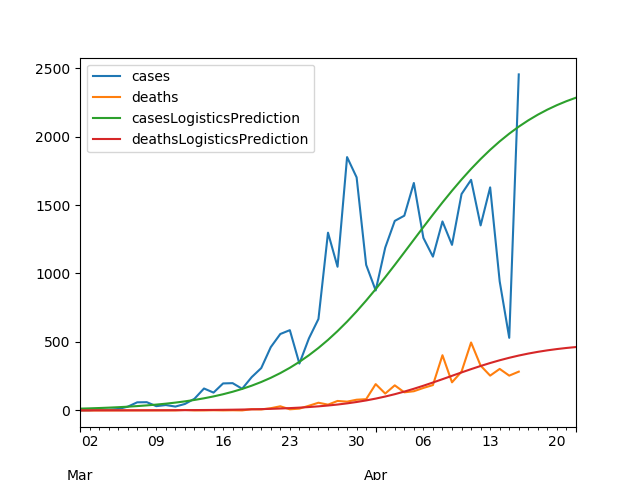 cases
deaths
casesLogisticsPrediction
deathsLogisticsPrediction
2500
2000
1500
1000
500
0
02 09 16 23 30 06 13 20
Mar Apr